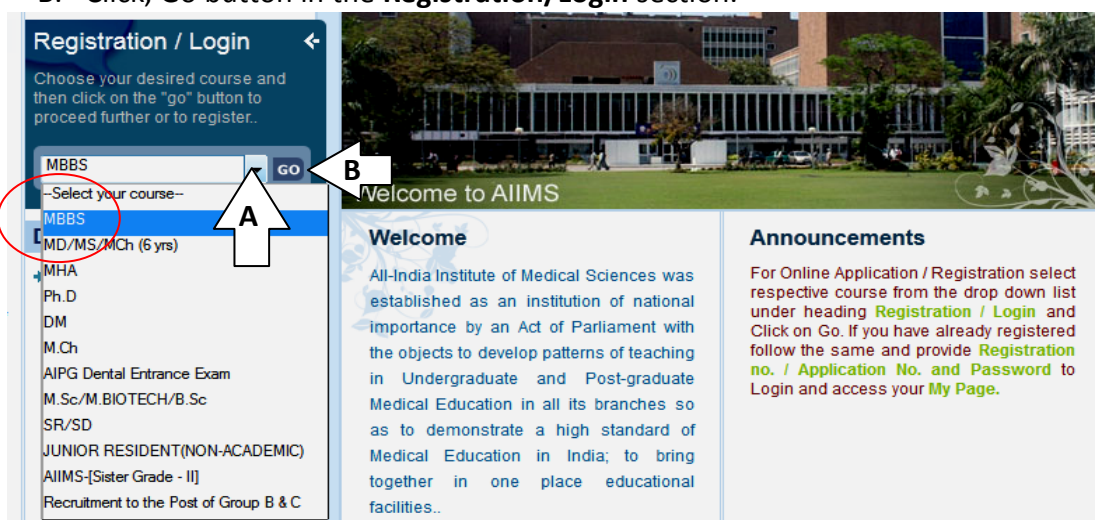 B. Click, Go button in the Registration/Login section.
Registration / Login
Choose your desired course and
then click on the "go" button to
proceed further or to register..
MBBS
GO
B
--Select your course--
MBBS
A
MD/MS/MCh (6 yrs)
MHA
Ph.D
DM
M.Ch
AIPG Dental Entrance Exam
M.Sc/M.BIOTECH/B.Sc
SR/SD
JUNIOR RESIDENT(NON-ACADEMIC)
AIIMS-[Sister Grade - II]
Recruitment to the Post of Group B & C
Welcome to AIIMS
Welcome
All-India Institute of Medical Sciences was
established as an institution of national
importance by an Act of Parliament with
the objects to develop patterns of teaching
in Undergraduate and Post-graduate
Medical Education in all its branches so
as to demonstrate a high standard of
Medical Education in India; to bring
together in one place educational
facilities..
Announcements
For Online Application / Registration select
respective course from the drop down list
under heading Registration / Login and
Click on Go. If you have already registered
follow the same and provide Registration
no. / Application No. and Password to
Login and access your My Page.